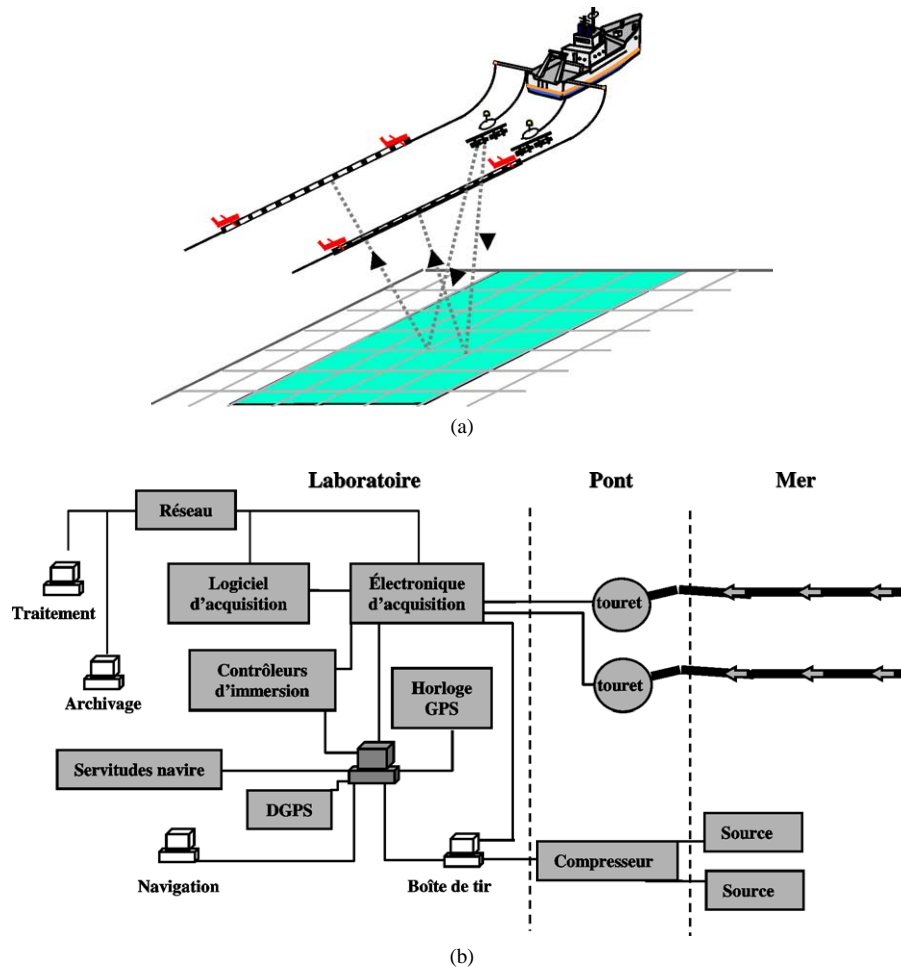 (a)
Laboratoire
Pont
Mer
Réseau
Traitement
Logiciel
d'acquisition
Électronique
d'acquisition
touret
Archivage
Contrôleurs
d'immersion
touret
Horloge
GPS
Servitudes navire
DGPS
Navigation
Boîte de tir
Compresseur
Source
Source
(b)